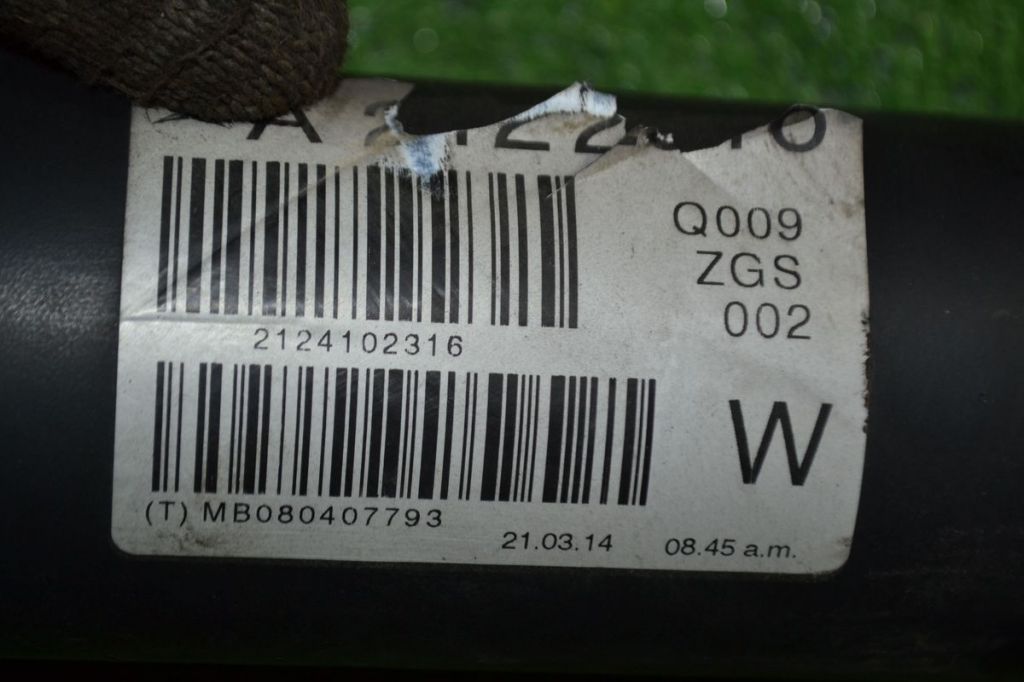 Q009
ZGS
002
2124102316
W
(T) MB080407793
21.03.14 08.45 a.m.